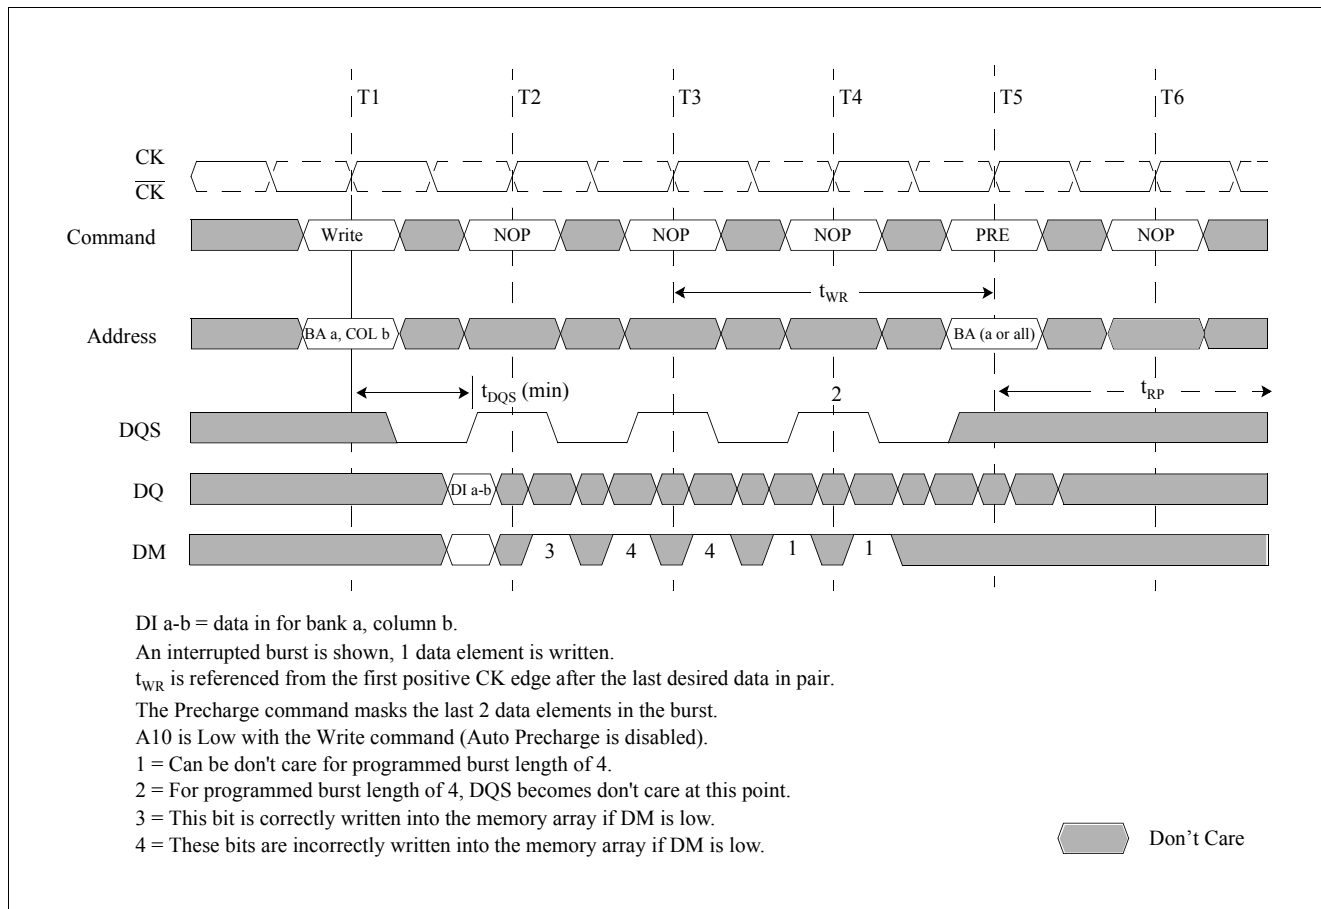 T1 T2 T3 T4 T5 T6
CK
CK
Command Write NOP NOP NOP PRE NOP
tWR
Address BA a, COL b BA (a or all)
tDQS (min) 2 tRP
DQS
DQ DI a-b
DM 3 4 4 1 1
DI a-b = data in for bank a, column b.
An interrupted burst is shown, 1 data element is written.
tWR is referenced from the first positive CK edge after the last desired data in pair.
The Precharge command masks the last 2 data elements in the burst.
A10 is Low with the Write command (Auto Precharge is disabled).
1 = Can be don't care for programmed burst length of 4.
2 = For programmed burst length of 4, DQS becomes don't care at this point.
3 = This bit is correctly written into the memory array if DM is low.
4 = These bits are incorrectly written into the memory array if DM is low.
Don't Care